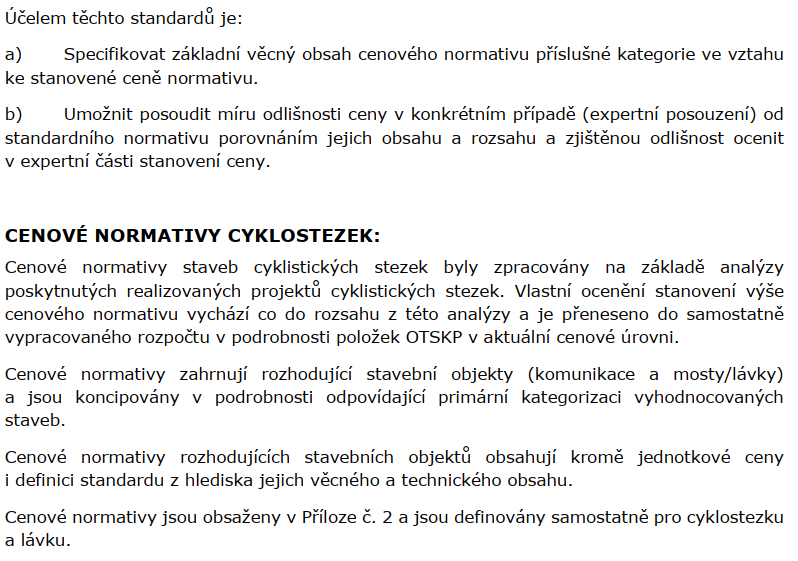 Účelem těchto standardů je:
a) Specifikovat základní věcný obsah cenového normativu příslušné kategorie ve vztahu
ke stanovené ceně normativu.
b) Umožnit posoudit míru odlišnosti ceny v konkrétním případě (expertní posouzení) od
standardního normativu porovnáním jejich obsahu a rozsahu a zjištěnou odlišnost ocenit
v expertní části stanovení ceny.
CENOVÉ NORMATIVY CYKLOSTEZEK:
Cenové normativy staveb cyklistických stezek byly zpracovány na základě analýzy
poskytnutých realizovaných projektů cyklistických stezek. Vlastní ocenění stanovení výše
cenového normativu vychází co do rozsahu z této analýzy a je přeneseno do samostatně
vypracovaného rozpočtu v podrobnosti položek OTSKP v aktuální cenové úrovni.
Cenové normativy zahrnují rozhodující stavební objekty (komunikace a mosty/lávky)
a jsou koncipovány v podrobnosti odpovídající primární kategorizaci vyhodnocovaných
staveb.
Cenové normativy rozhodujících stavebních objektů obsahují kromě jednotkové ceny
i definici standardu z hlediska jejich věcného a technického obsahu.
Cenové normativy jsou obsaženy v Příloze č. 2 a jsou definovány samostatně pro cyklostezku
a lávku.